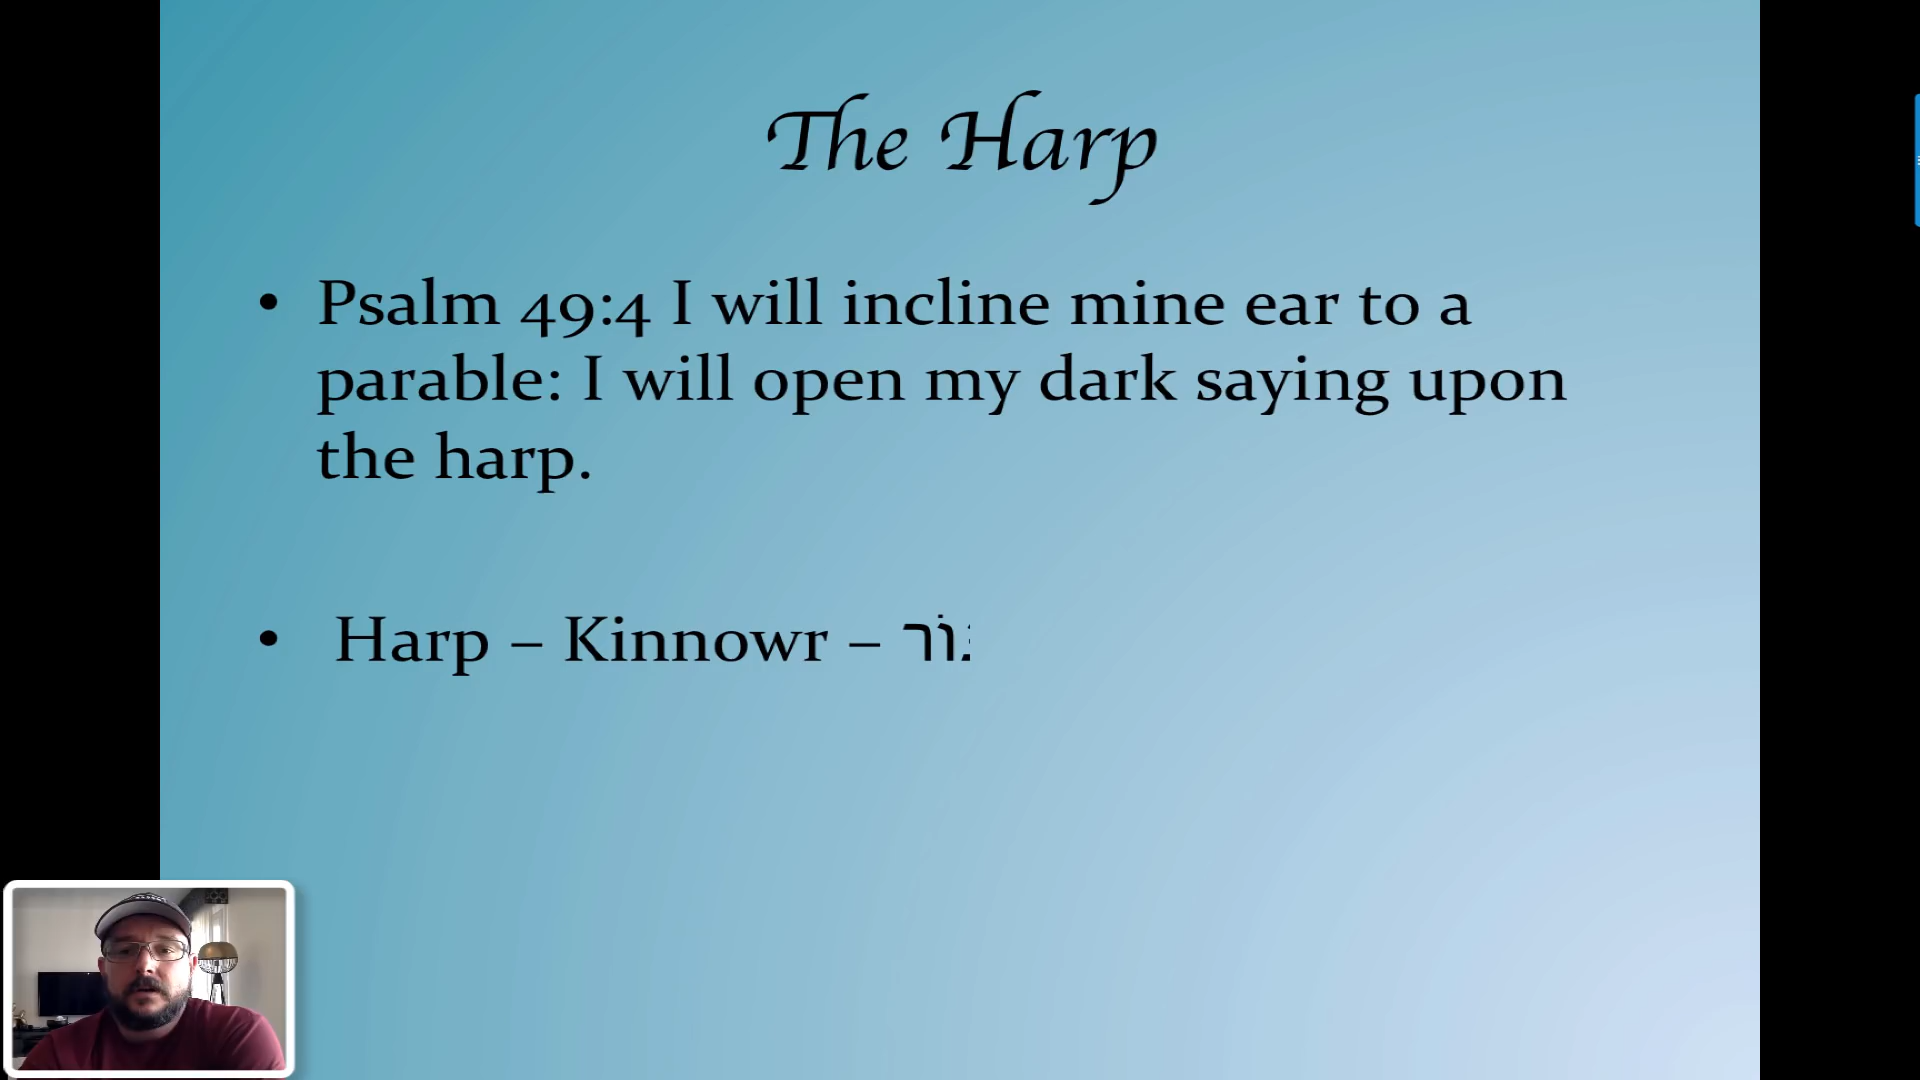 The Harp
• Psalm 49:4 I will incline mine ear to a
parable: I will open my dark saying upon
the harp.
• Harp – Kinnowr –